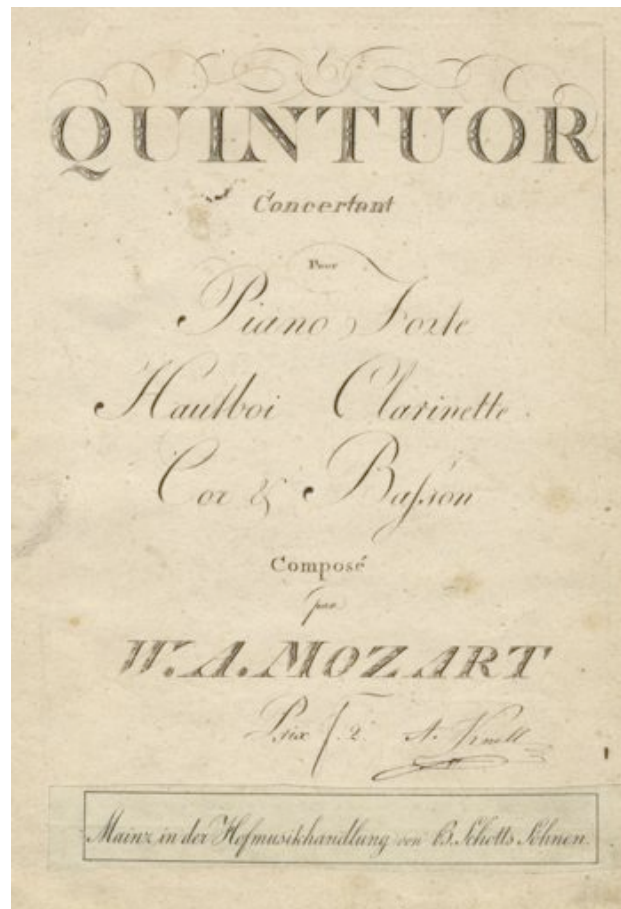 QUINTUOR
Concertant
Pour
Piano Forte
Hautboi Clarinette
Cor & Baſson
Composé
par
W. A. MOZART
Prix f. 2.
Mainz in der Hofmusikhandlung von B. Schotts Söhnen.